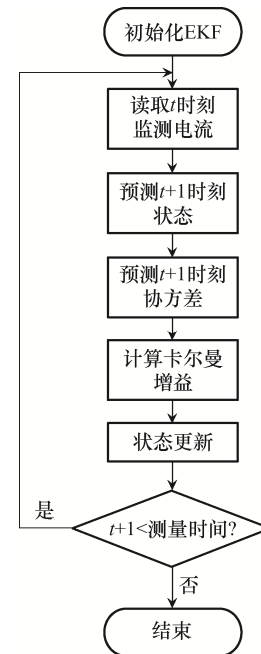 初始化EKF
读取t时刻
监测电流
预测t+1时刻
状态
预测t+1时刻
协方差
计算卡尔曼
增益
状态更新
是
t+1<测量时间?
否
结束